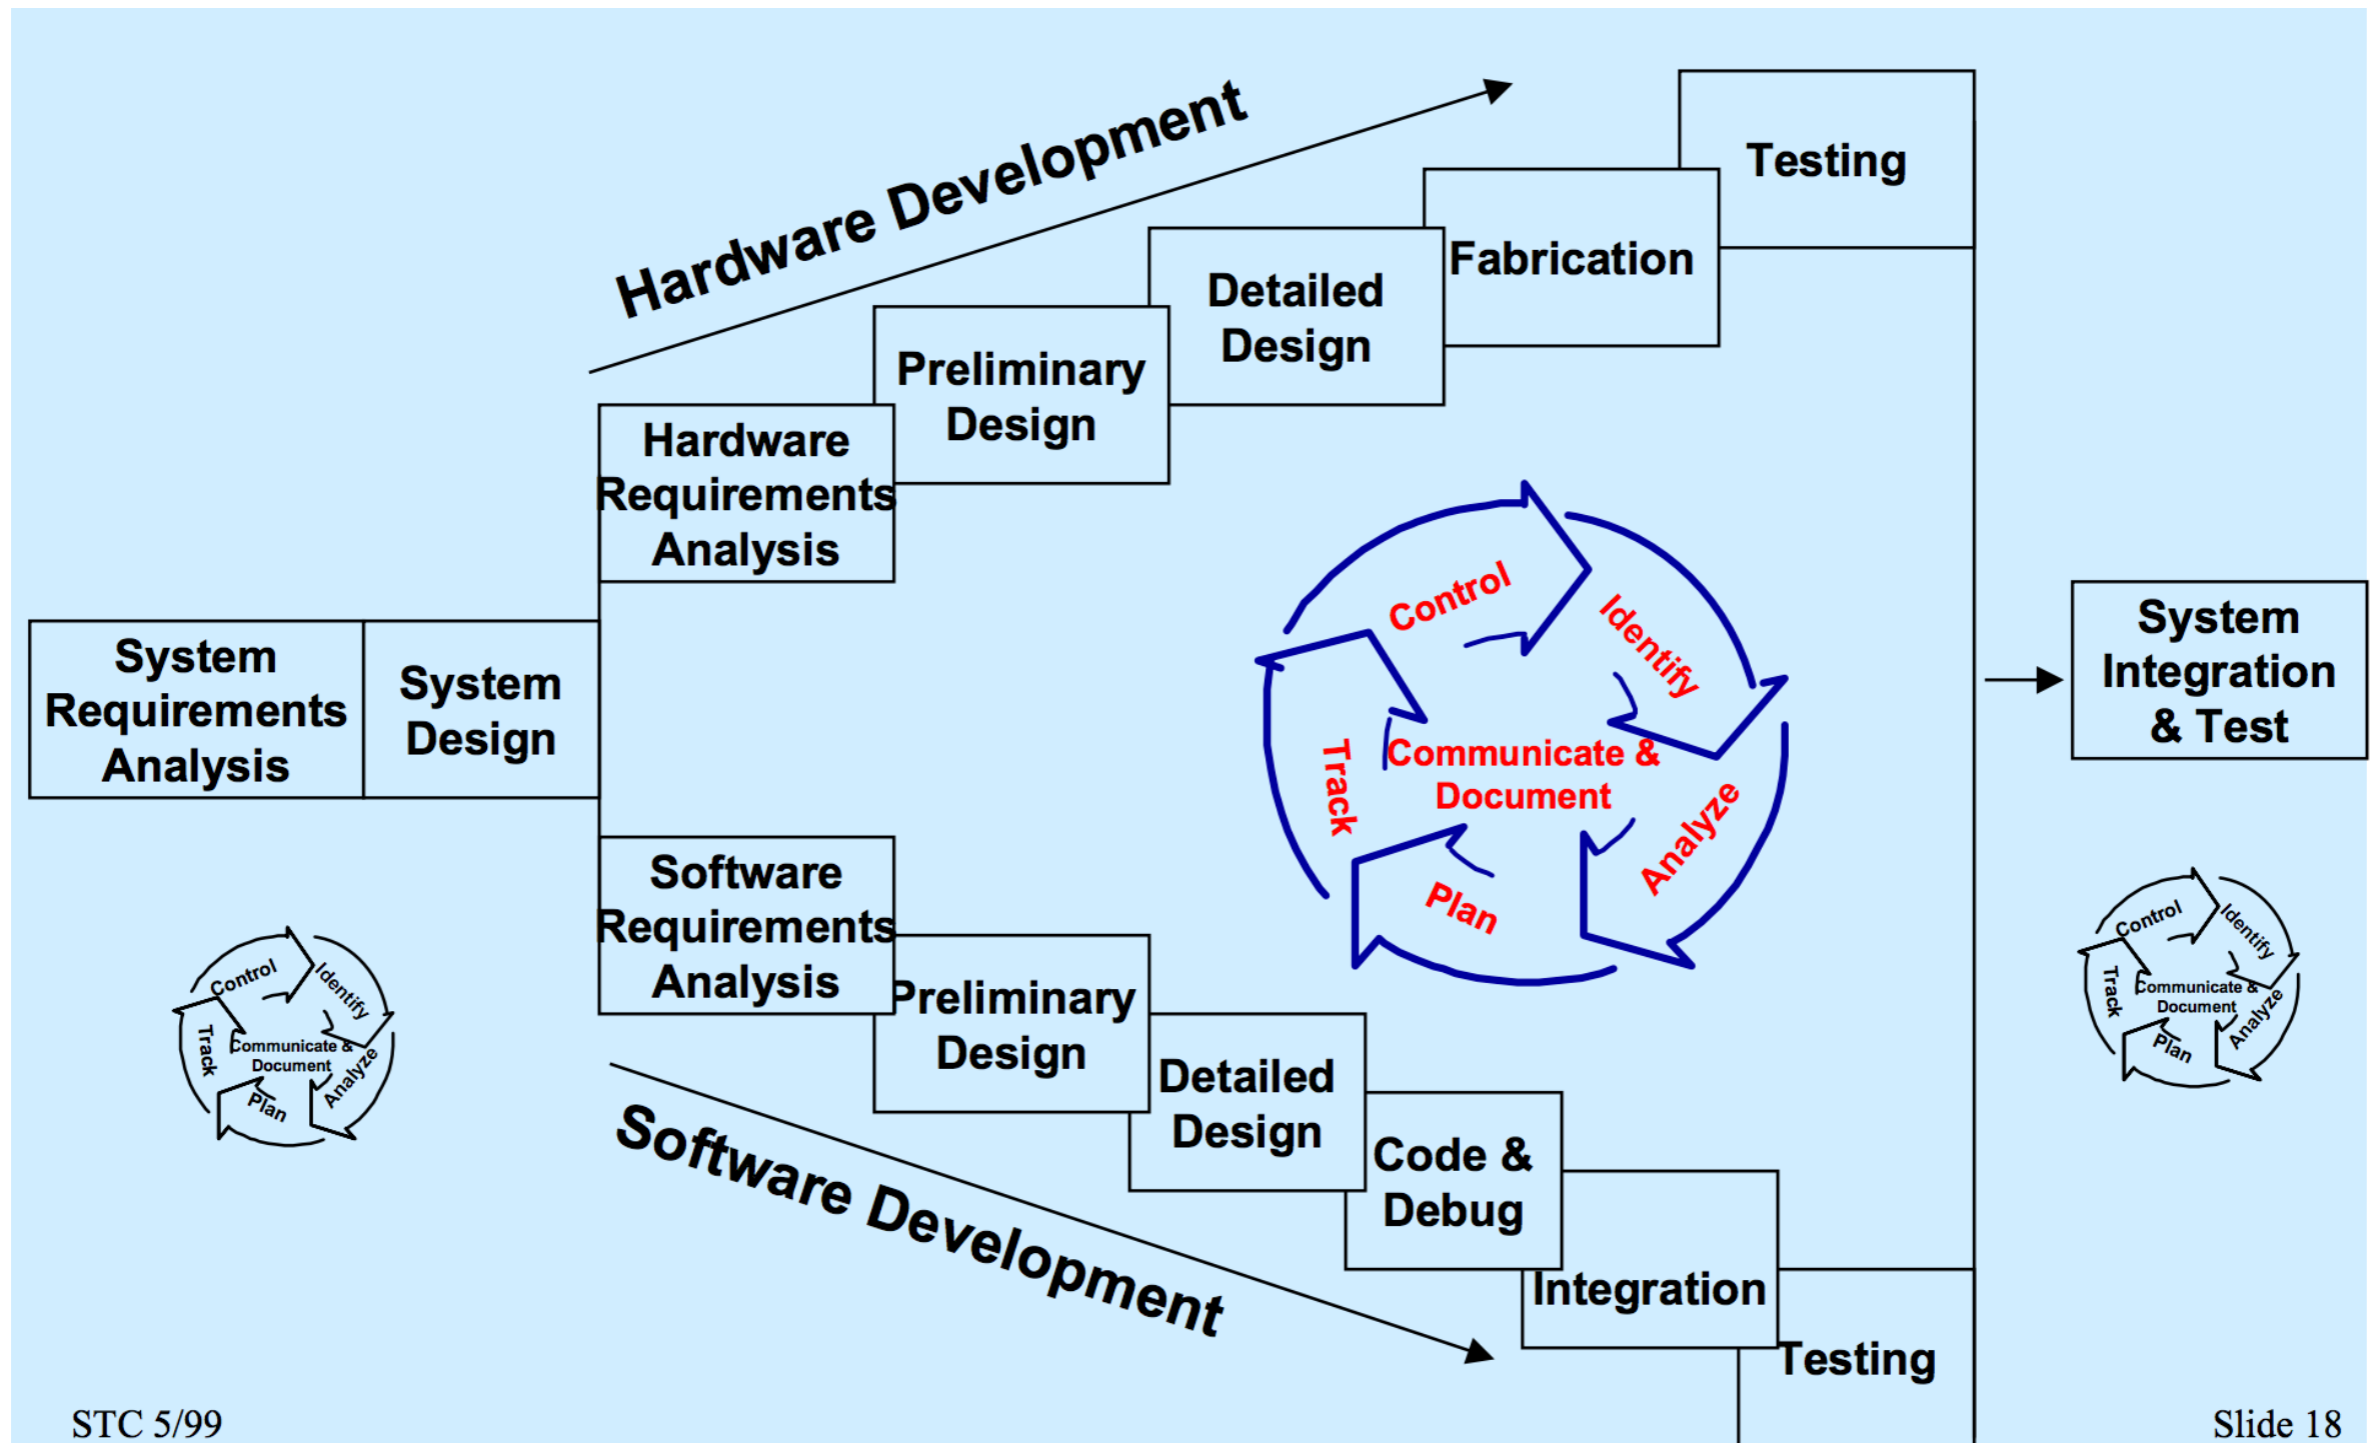 Hardware Development
Testing
Fabrication
Detailed
Design
Preliminary
Design
Hardware
Requirements
Analysis
System
Requirements
Analysis
System
Design
Control
Identify
Analyze
Plan
Track
Communicate &
Document
System
Integration
& Test
Software
Requirements
Analysis
Preliminary
Design
Detailed
Design
Code &
Debug
Integration
Testing
Software Development
Control
Identify
Analyze
Plan
Track
Communicate &
Document
Control
Identify
Analyze
Plan
Track
Communicate &
Document
STC 5/99
Slide 18